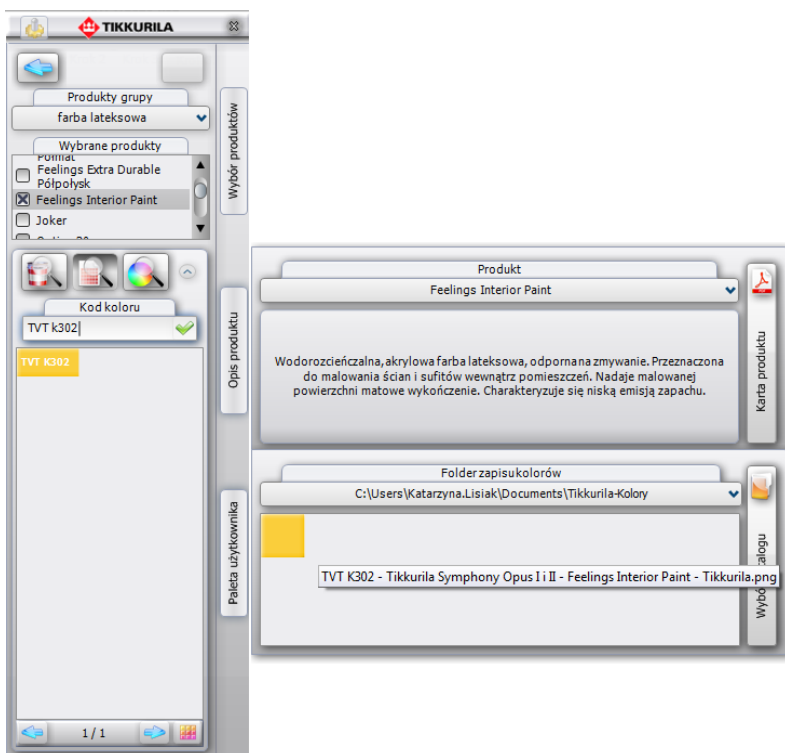 TIKKURILA
Produkty grupy
farba lateksowa
Wybrane produkty
Półmat
Feelings Extra Durable
Półpołysk
Feelings Interior Paint
Joker
Kod koloru
TVT k302
TVT K302
1 / 1
Wybór produktów
Opis produktu
Paleta użytkownika
Produkt
Feelings Interior Paint
Wodorozcieńczalna,akrylowa farba lateksowa, odpornana zmywanie. Przeznaczona
do malowania ścian i sufitów wewnątrz pomieszczeń. Nadaje malowanej
powierzchni matowe wykończenie. Charakteryzuje się niską emisją zapachu.
Karta produktu
Folderzapisukolorów
C:\Users\Katarzyna.Lisiak\Documents\Tikkurila-Kolory
TVT K302 - Tikkurila Symphony Opus I i II - Feelings Interior Paint - Tikkurila.png